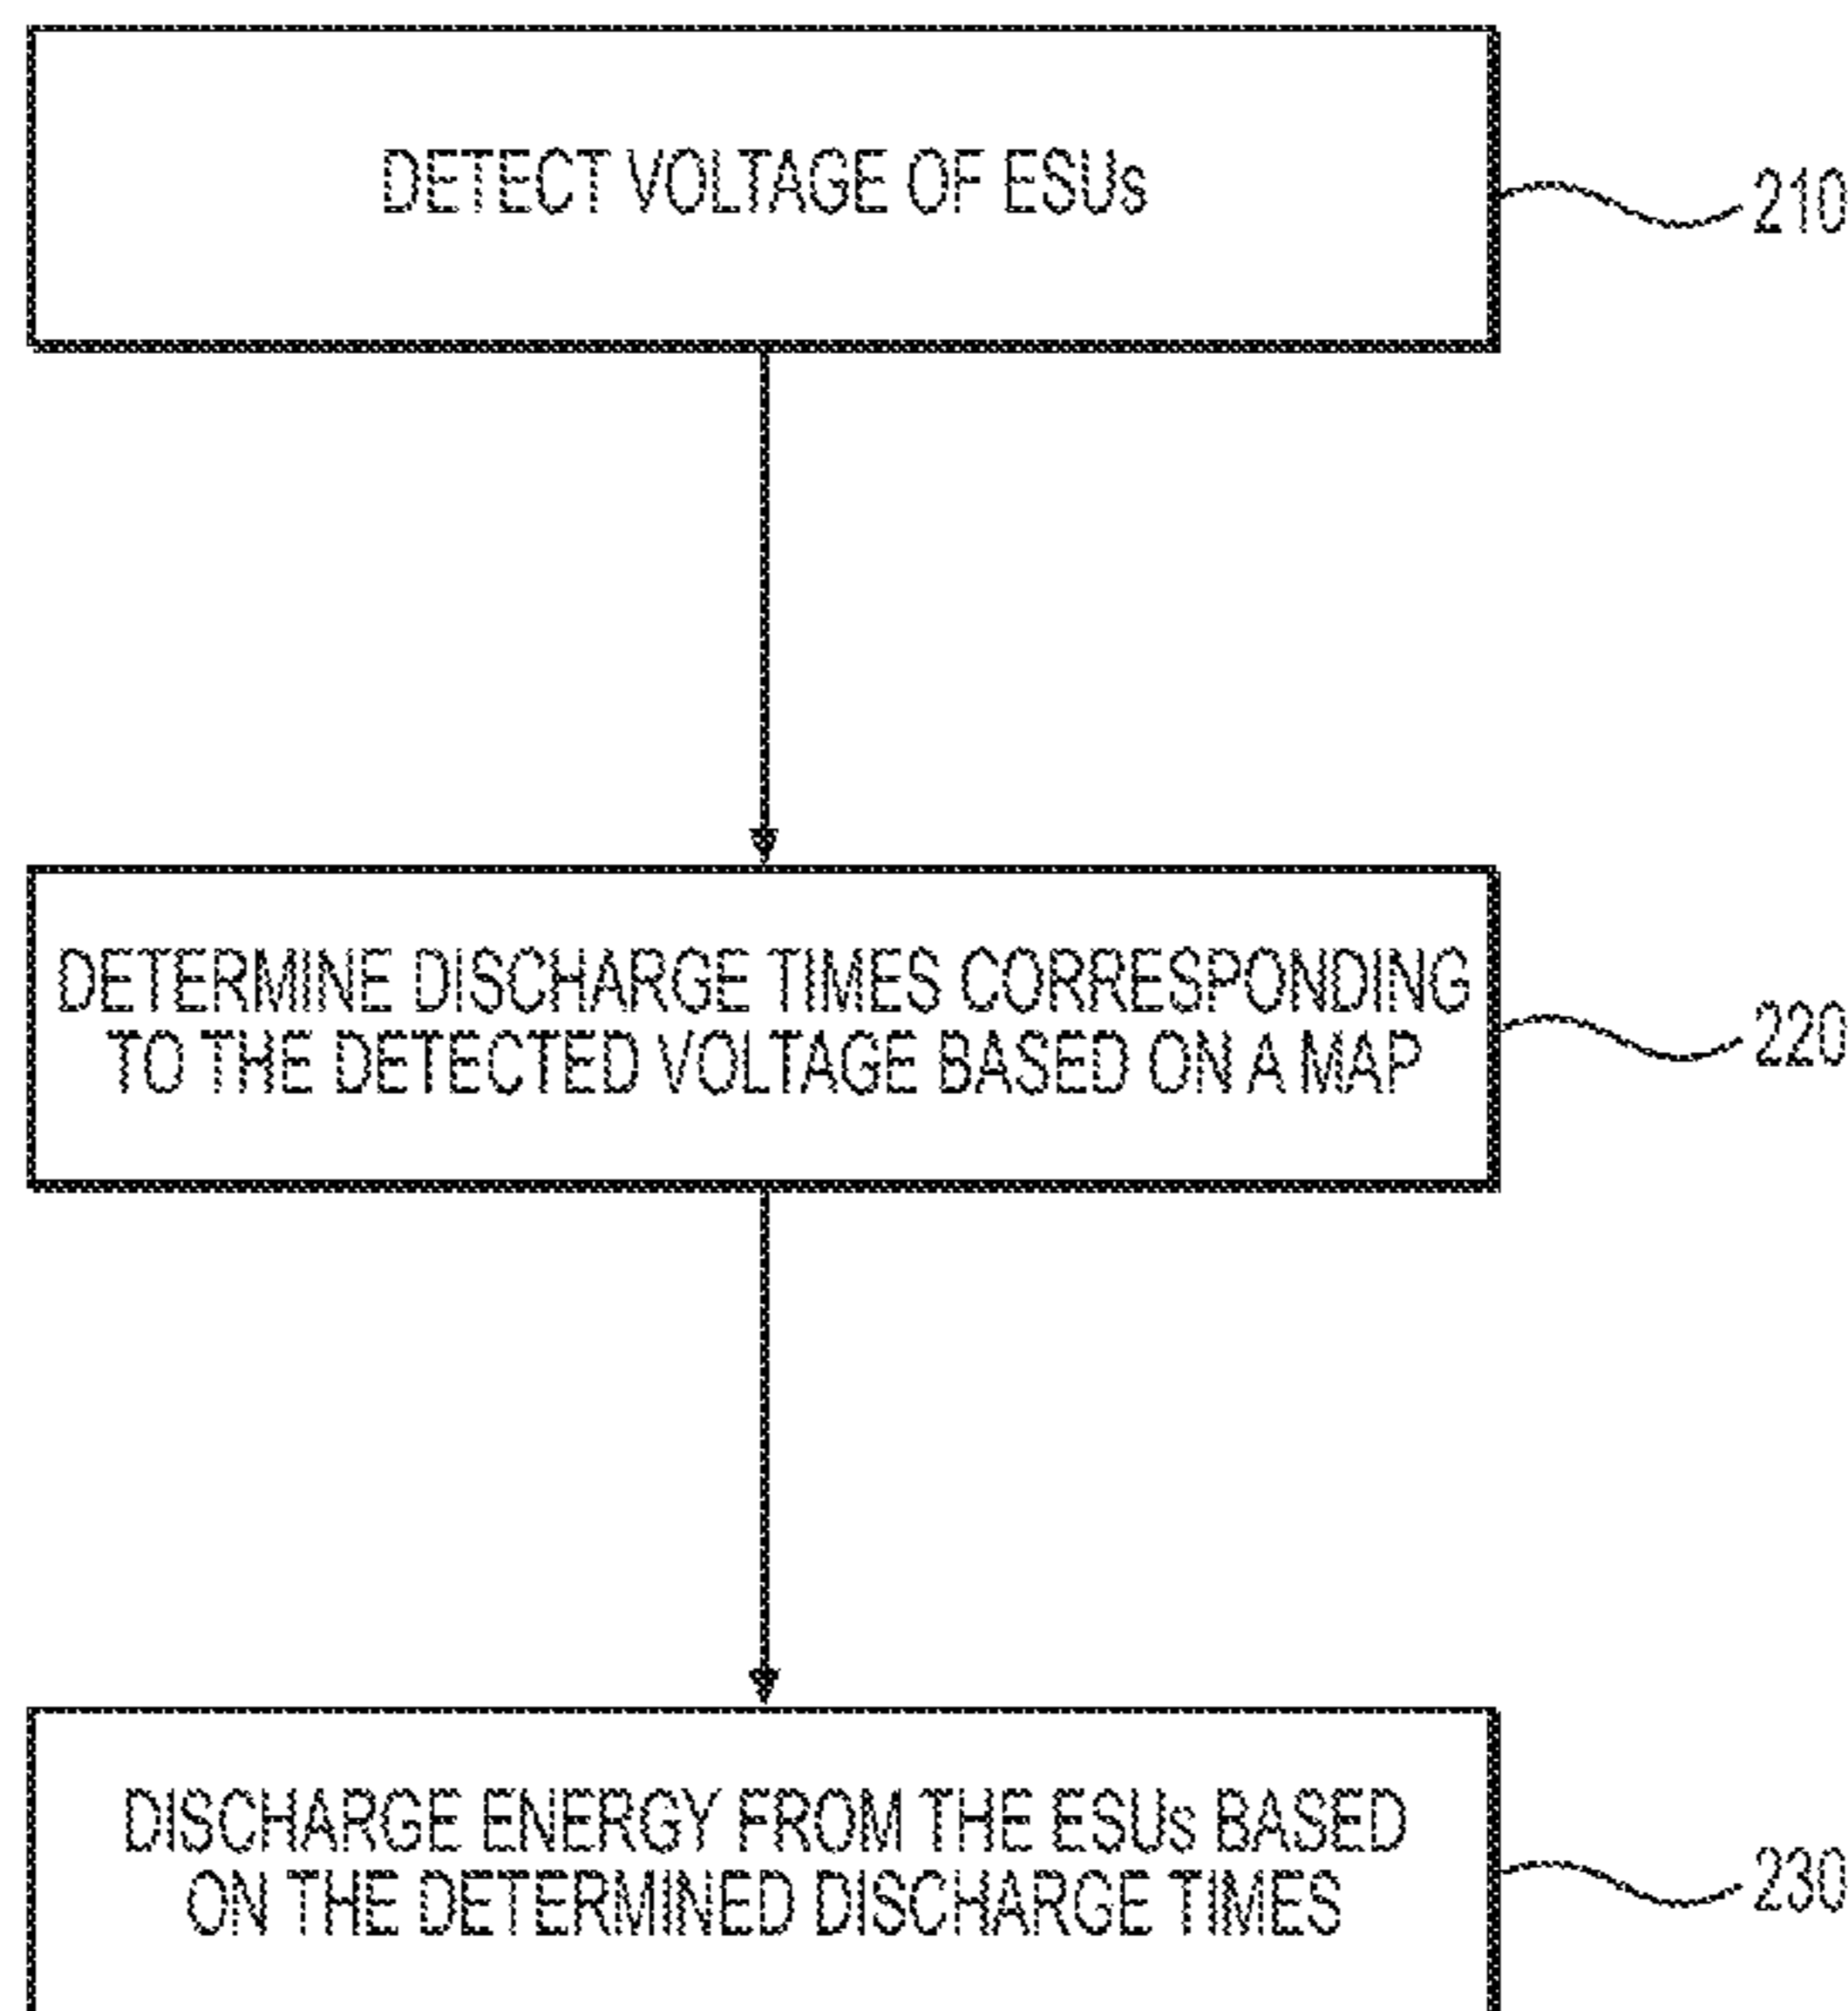 DETECT VOLTAGE OF ESUs
210
DETERMINE DISCHARGE TIMES CORRESPONDING
TO THE DETECTED VOLTAGE BASED ON A MAP
220
DISCHARGE ENERGY FROM THE ESUs BASED
ON THE DETERMINED DISCHARGE TIMES
230